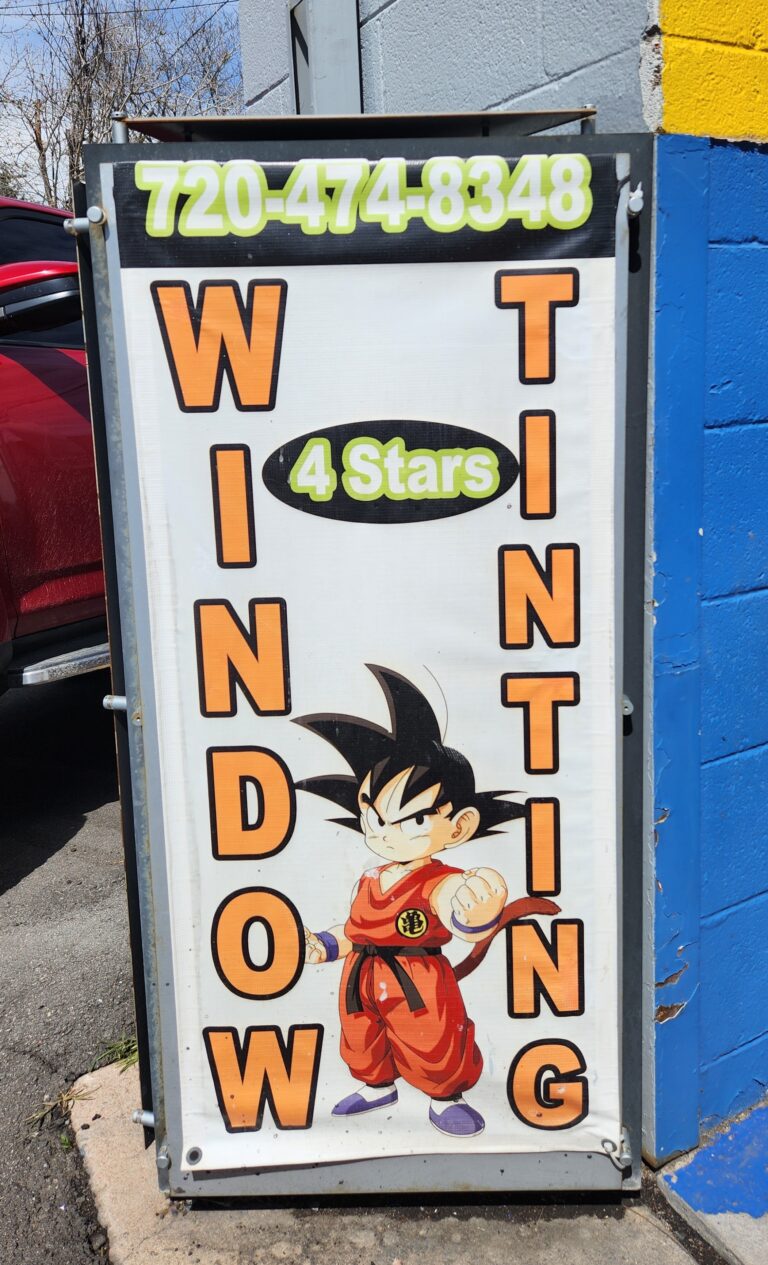 720-474-8348
WINDOW
4 Stars
TINTING
亀